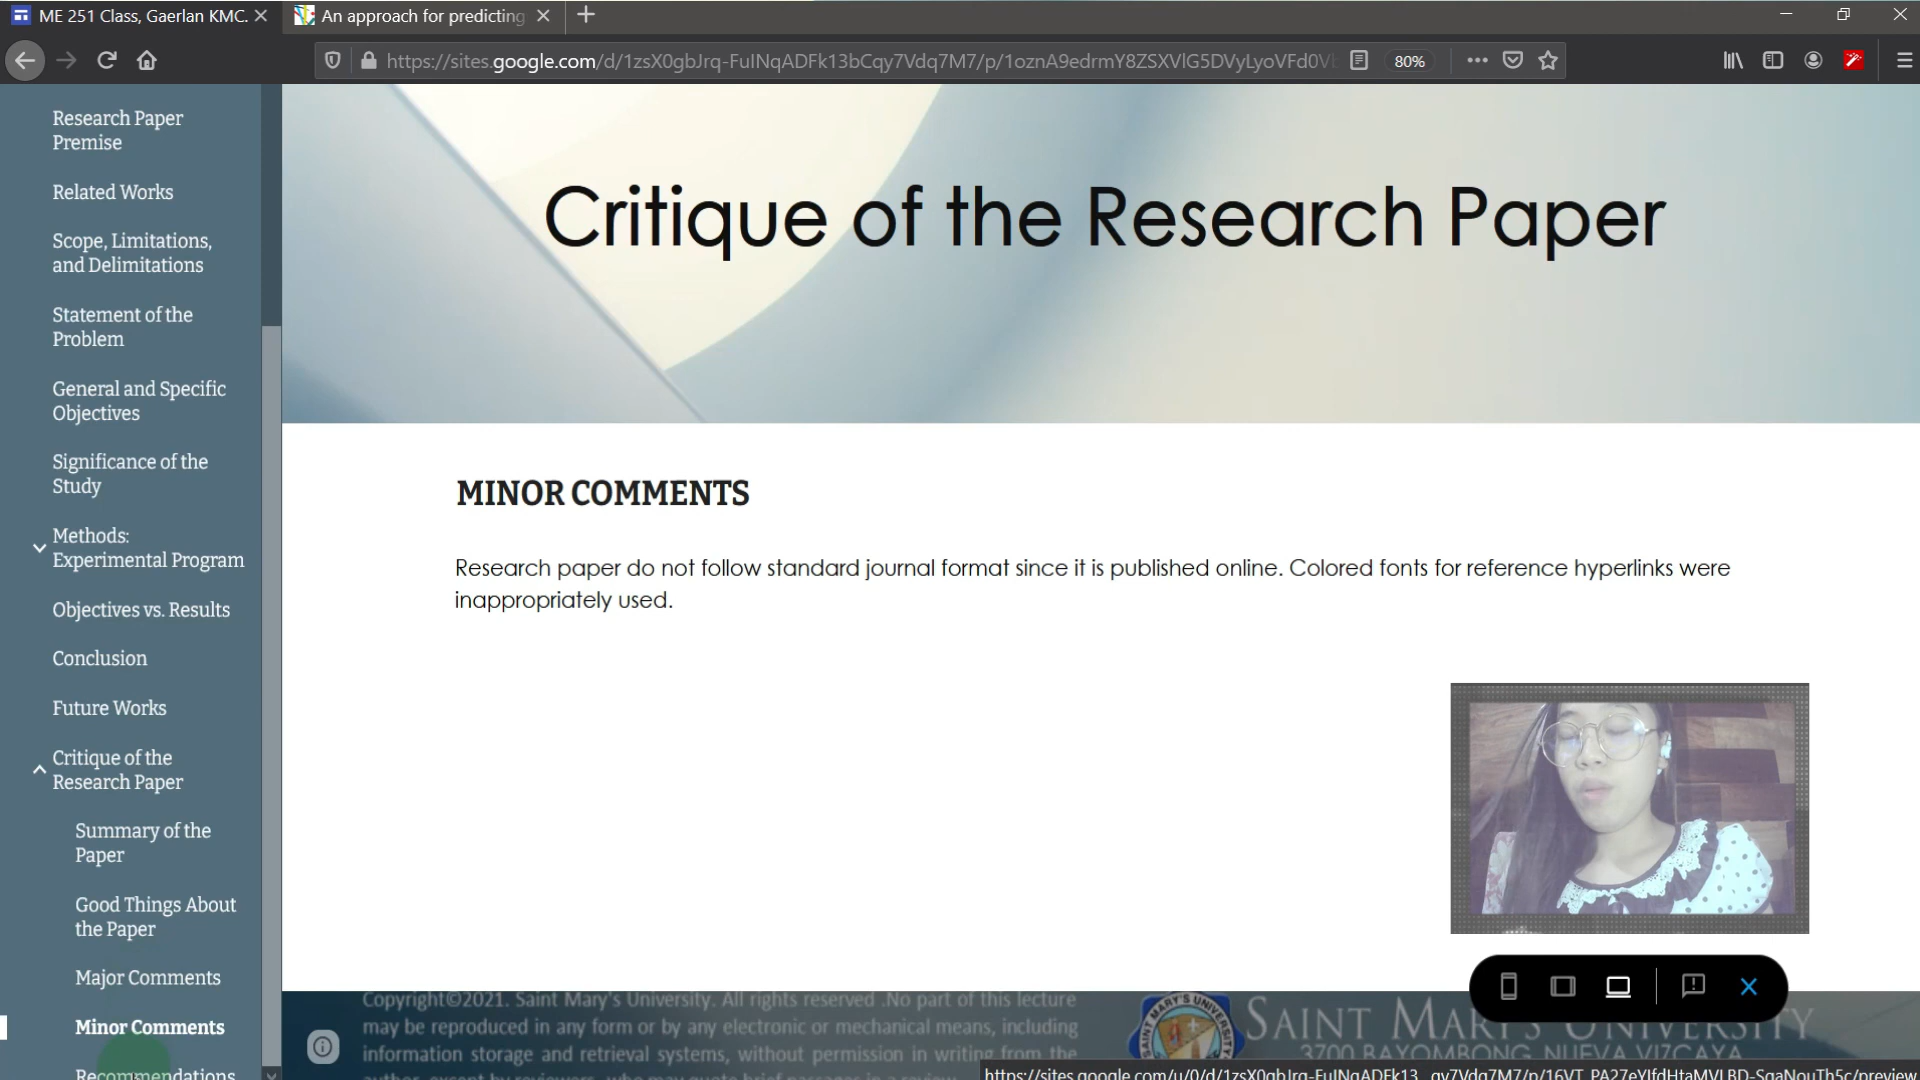 ME 251 Class, Gaerlan KMC.
An approach for predicting
https://sites.google.com/d/1zsX0gbJrq-FuINqADFk13bCqy7Vdq7M7/p/1oznA9edrmY8ZSXVlG5DVyLyoVFd0Vb
80%
Research Paper
Premise
Related Works
Scope, Limitations,
and Delimitations
Statement of the
Problem
General and Specific
Objectives
Significance of the
Study
Methods:
Experimental Program
Objectives vs. Results
Conclusion
Future Works
Critique of the
Research Paper
Summary of the
Paper
Good Things About
the Paper
Major Comments
Minor Comments
Recommendations
Critique of the Research Paper
MINOR COMMENTS
Research paper do not follow standard journal format since it is published online. Colored fonts for reference hyperlinks were
inappropriately used.
Copyright©2021. Saint Mary's University. All rights reserved .No part of this lecture
may be reproduced in any form or by any electronic or mechanical means, including
information storage and retrieval systems, without permission in writing from the
SAINT MARY'S UNIVERSITY
3700 BAYOMBONG, NUEVA VIZCAYA